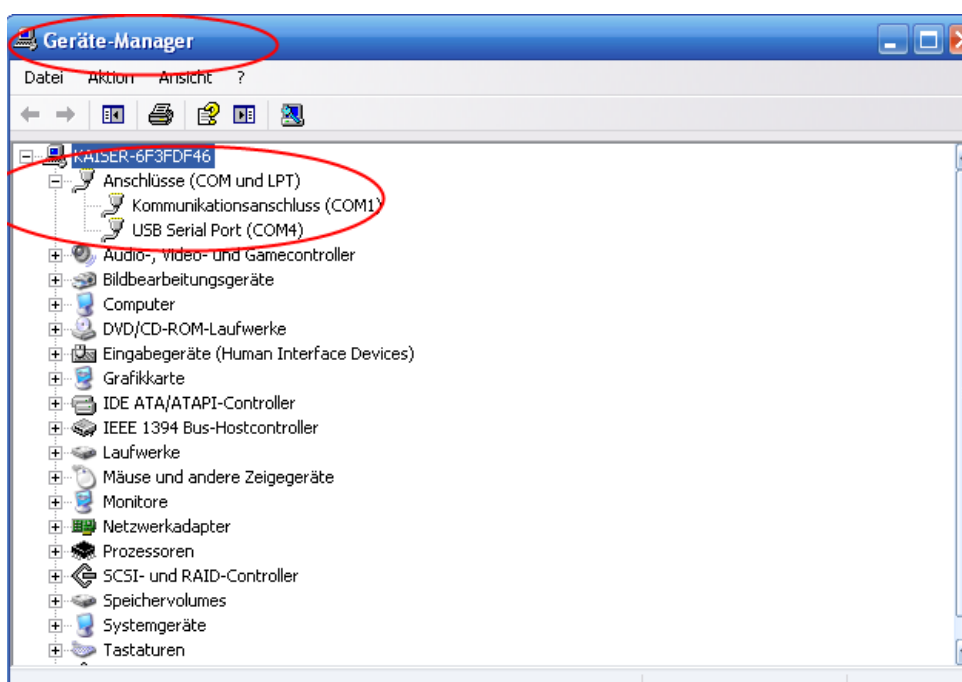 Geräte-Manager
Datei Aktion Ansicht ?
KAISER-6F3FDF46
Anschlüsse (COM und LPT)
Kommunikationsanschluss (COM1)
USB Serial Port (COM4)
Audio-, Video- und Gamecontroller
Bildbearbeitungsgeräte
Computer
DVD/CD-ROM-Laufwerke
Eingabegeräte (Human Interface Devices)
Grafikkarte
IDE ATA/ATAPI-Controller
IEEE 1394 Bus-Hostcontroller
Laufwerke
Mäuse und andere Zeigegeräte
Monitore
Netzwerkadapter
Prozessoren
SCSI- und RAID-Controller
Speichervolumes
Systemgeräte
Tastaturen